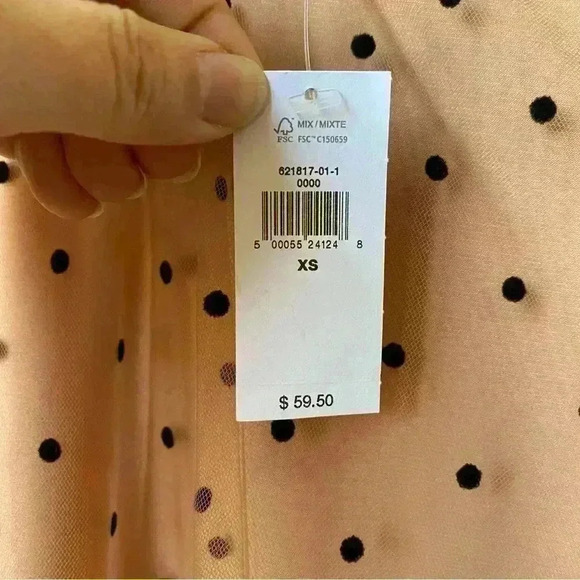 MIX / MIXTE
FSC FSC™ C150659
621817-01-1
0000
5 00055 24124 8
XS
$ 59.50